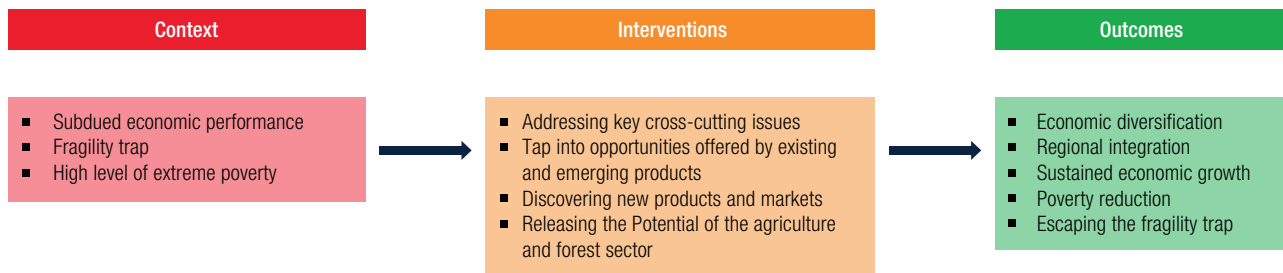 Context
■ Subdued economic performance
■ Fragility trap
■ High level of extreme poverty
Interventions
■ Addressing key cross-cutting issues
■ Tap into opportunities offered by existing
and emerging products
■ Discovering new products and markets
■ Releasing the Potential of the agriculture
and forest sector
Outcomes
■ Economic diversification
■ Regional integration
■ Sustained economic growth
■ Poverty reduction
■ Escaping the fragility trap